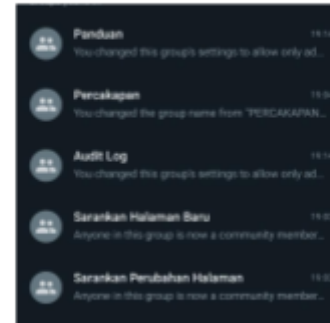 Panduan
You changed this group's settings to allow only ad...
Percakapan
You changed the group name from "PERCAKAPAN...
Audit Log
You changed this group's settings to allow only ad...
Sarankan Halaman Baru
Anyone in this group is now a community member...
Sarankan Perubahan Halaman
Anyone in this group is now a community member...